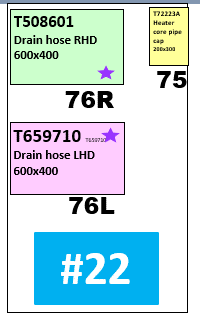 T508601
Drain hose RHD
600x400
76R
T72223A
Heater
core pipe
cap
200x300
75
T659710 T659710
Drain hose LHD
600x400
76L
#22